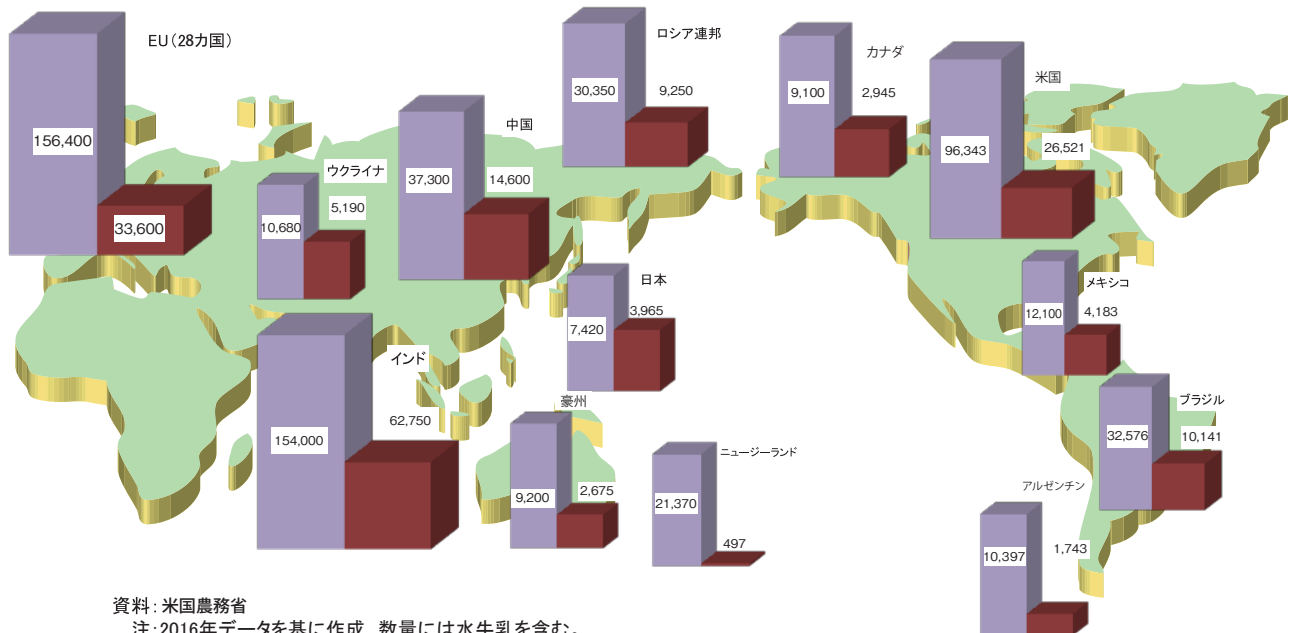 EU（28カ国）
156,400
33,600
ウクライナ
10,680
5,190
中国
37,300
14,600
ロシア連邦
30,350
9,250
カナダ
9,100
2,945
米国
96,343
26,521
日本
7,420
3,965
メキシコ
12,100
4,183
インド
154,000
62,750
豪州
9,200
2,675
ニュージーランド
21,370
497
ブラジル
32,576
10,141
アルゼンチン
10,397
1,743
資料：米国農務省
注：2016年データを基に作成、数量には水牛乳を含む。